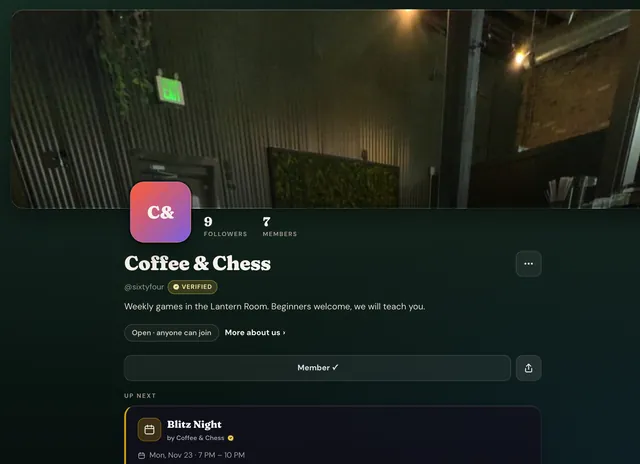 EXIT
C&
9
FOLLOWERS
7
MEMBERS
Coffee & Chess
@sixtyfour VERIFIED
Weekly games in the Lantern Room. Beginners welcome, we will teach you.
Open · anyone can join
More about us ›
Member ✓
UP NEXT
Blitz Night
by Coffee & Chess
Mon, Nov 23 · 7 PM – 10 PM